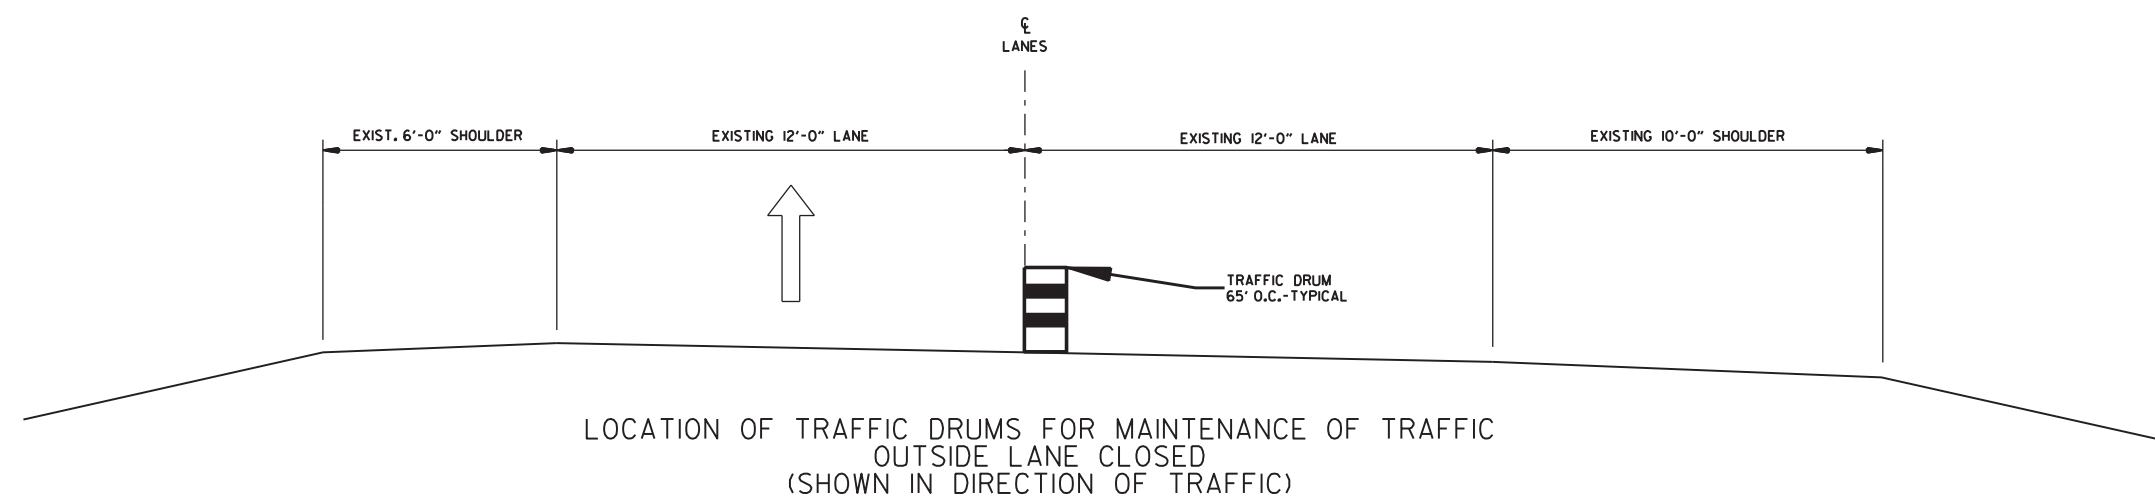 ℄
LANES
EXIST. 6'-0" SHOULDER
EXISTING 12'-0" LANE
EXISTING 12'-0" LANE
EXISTING 10'-0" SHOULDER
TRAFFIC DRUM
65' O.C.-TYPICAL
LOCATION OF TRAFFIC DRUMS FOR MAINTENANCE OF TRAFFIC
OUTSIDE LANE CLOSED
(SHOWN IN DIRECTION OF TRAFFIC)